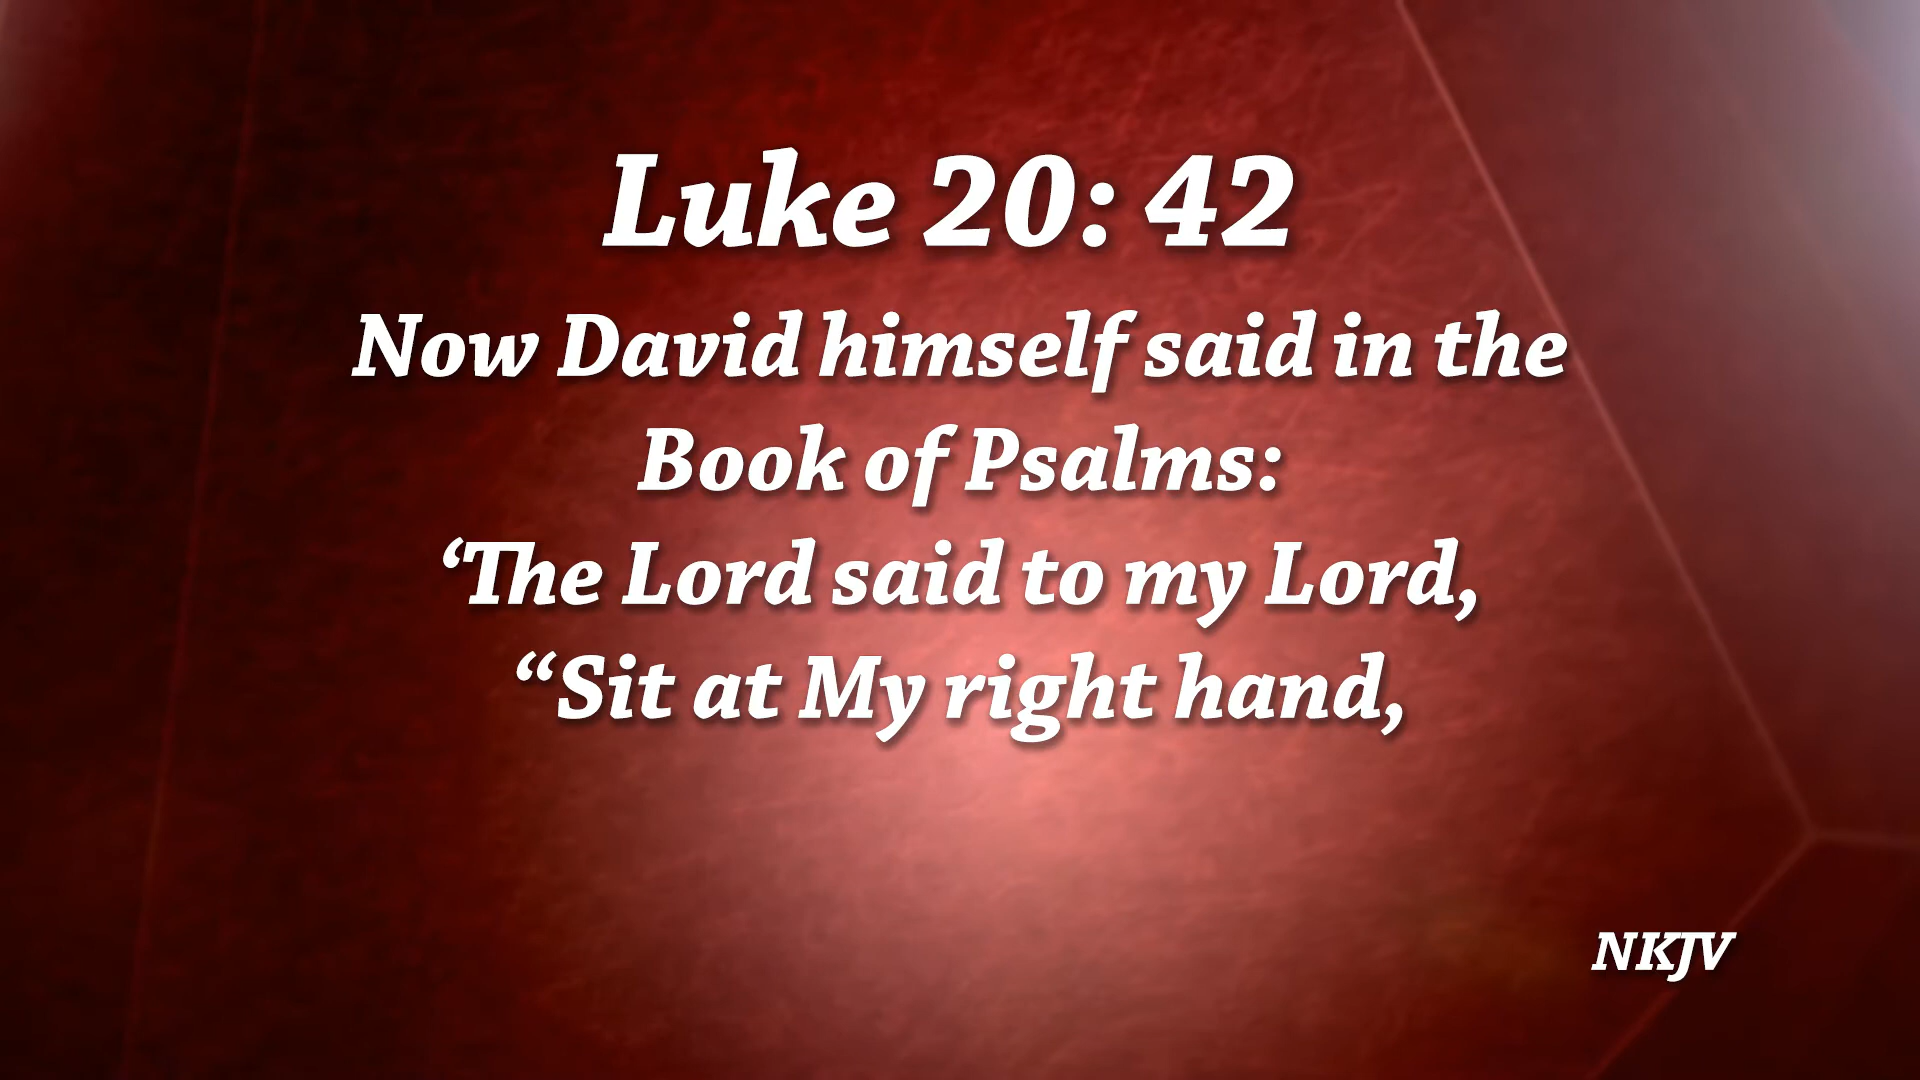 Luke 20: 42
Now David himself said in the
Book of Psalms:
‘The Lord said to my Lord,
“Sit at My right hand,
NKJV